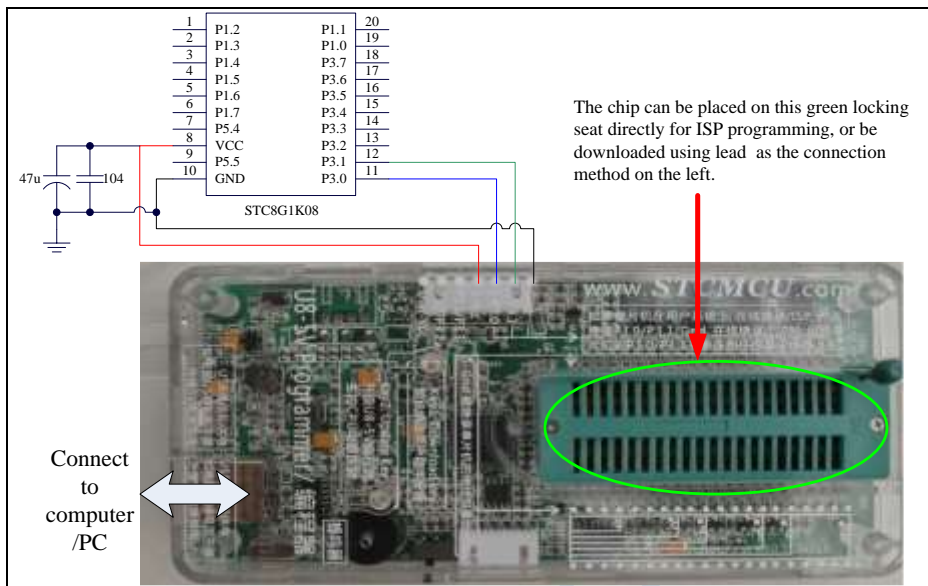 1
P1.2
P1.1
20
2
P1.3
P1.0
19
3
P1.4
P3.7
18
4
P1.5
P3.6
17
5
P1.6
P3.5
16
6
P1.7
P3.4
15
7
P5.4
P3.3
14
8
VCC
P3.2
13
9
P5.5
P3.1
12
10
GND
P3.0
11
STC8G1K08
47u
104
The chip can be placed on this green locking
seat directly for ISP programming, or be
downloaded using lead as the connection
method on the left.
www.STCMCU.com
U8-5V Programmer/
Connect
to
computer
/PC